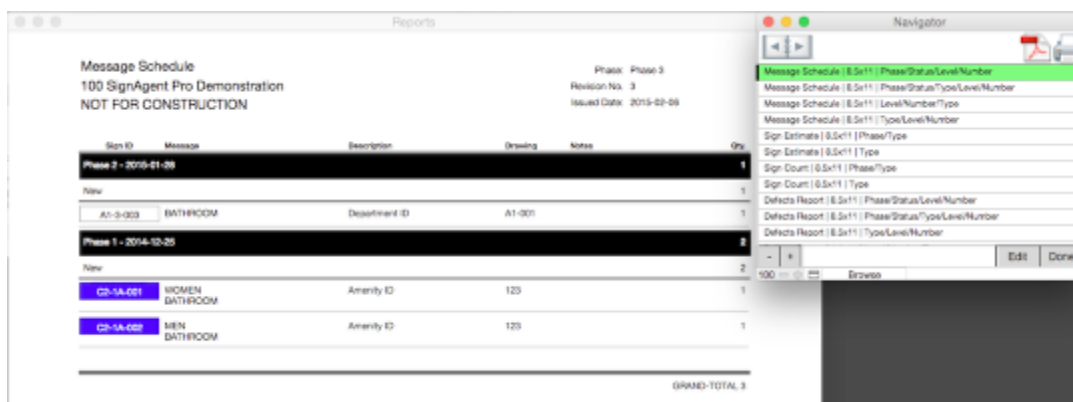 Reports
Message Schedule
100 SignAgent Pro Demonstration
NOT FOR CONSTRUCTION
Phase: Phase 3
Revision No. 3
Issued Date: 2015-02-06
Sign ID Message Description Drawing Notes Qty.
Phase 2 - 2015-01-28 1
New 1
A1-3-003 BATHROOM Department ID A1-001 1
Phase 1 - 2014-12-25 2
New 2
C2-1A-001 WOMEN Amenity ID 123 1
BATHROOM
C2-1A-002 MEN Amenity ID 123 1
BATHROOM
GRAND-TOTAL 3
Navigator
Message Schedule | 8.5x11 | Phase/Status/Level/Number
Message Schedule | 8.5x11 | Phase/Status/Type/Level/Number
Message Schedule | 8.5x11 | Level/Number/Type
Message Schedule | 8.5x11 | Type/Level/Number
Sign Estimate | 8.5x11 | Phase/Type
Sign Estimate | 8.5x11 | Type
Sign Count | 8.5x11 | Phase/Type
Sign Count | 8.5x11 | Type
Defects Report | 8.5x11 | Phase/Status/Level/Number
Defects Report | 8.5x11 | Phase/Status/Type/Level/Number
Defects Report | 8.5x11 | Type/Level/Number
- + Edit Done
100 Browse